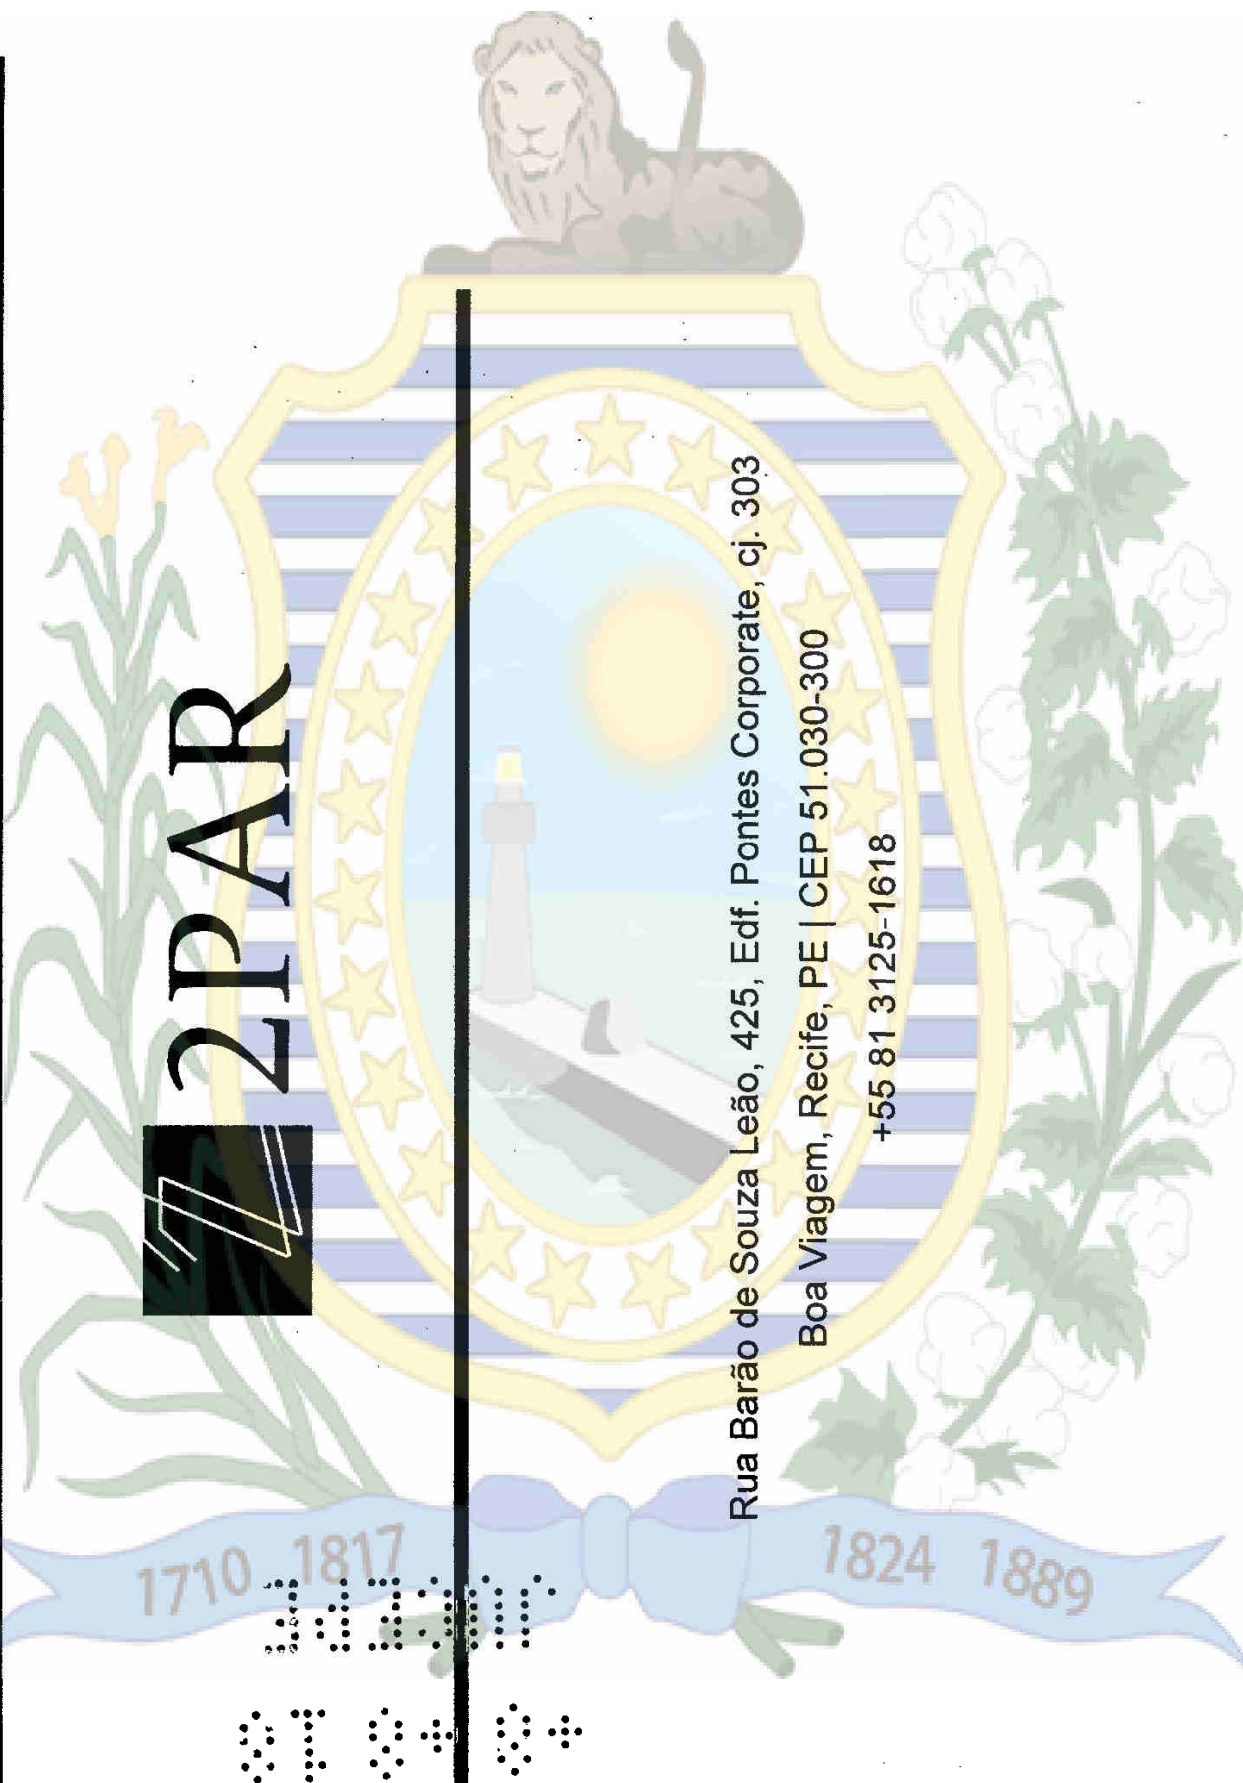 2PAR
Rua Barão de Souza Leão, 425, Edf. Pontes Corporate, cj. 303
Boa Viagem, Recife, PE | CEP 51.030-300
+55 81 3125-1618
1710 1817 1824 1889
JUCEPE